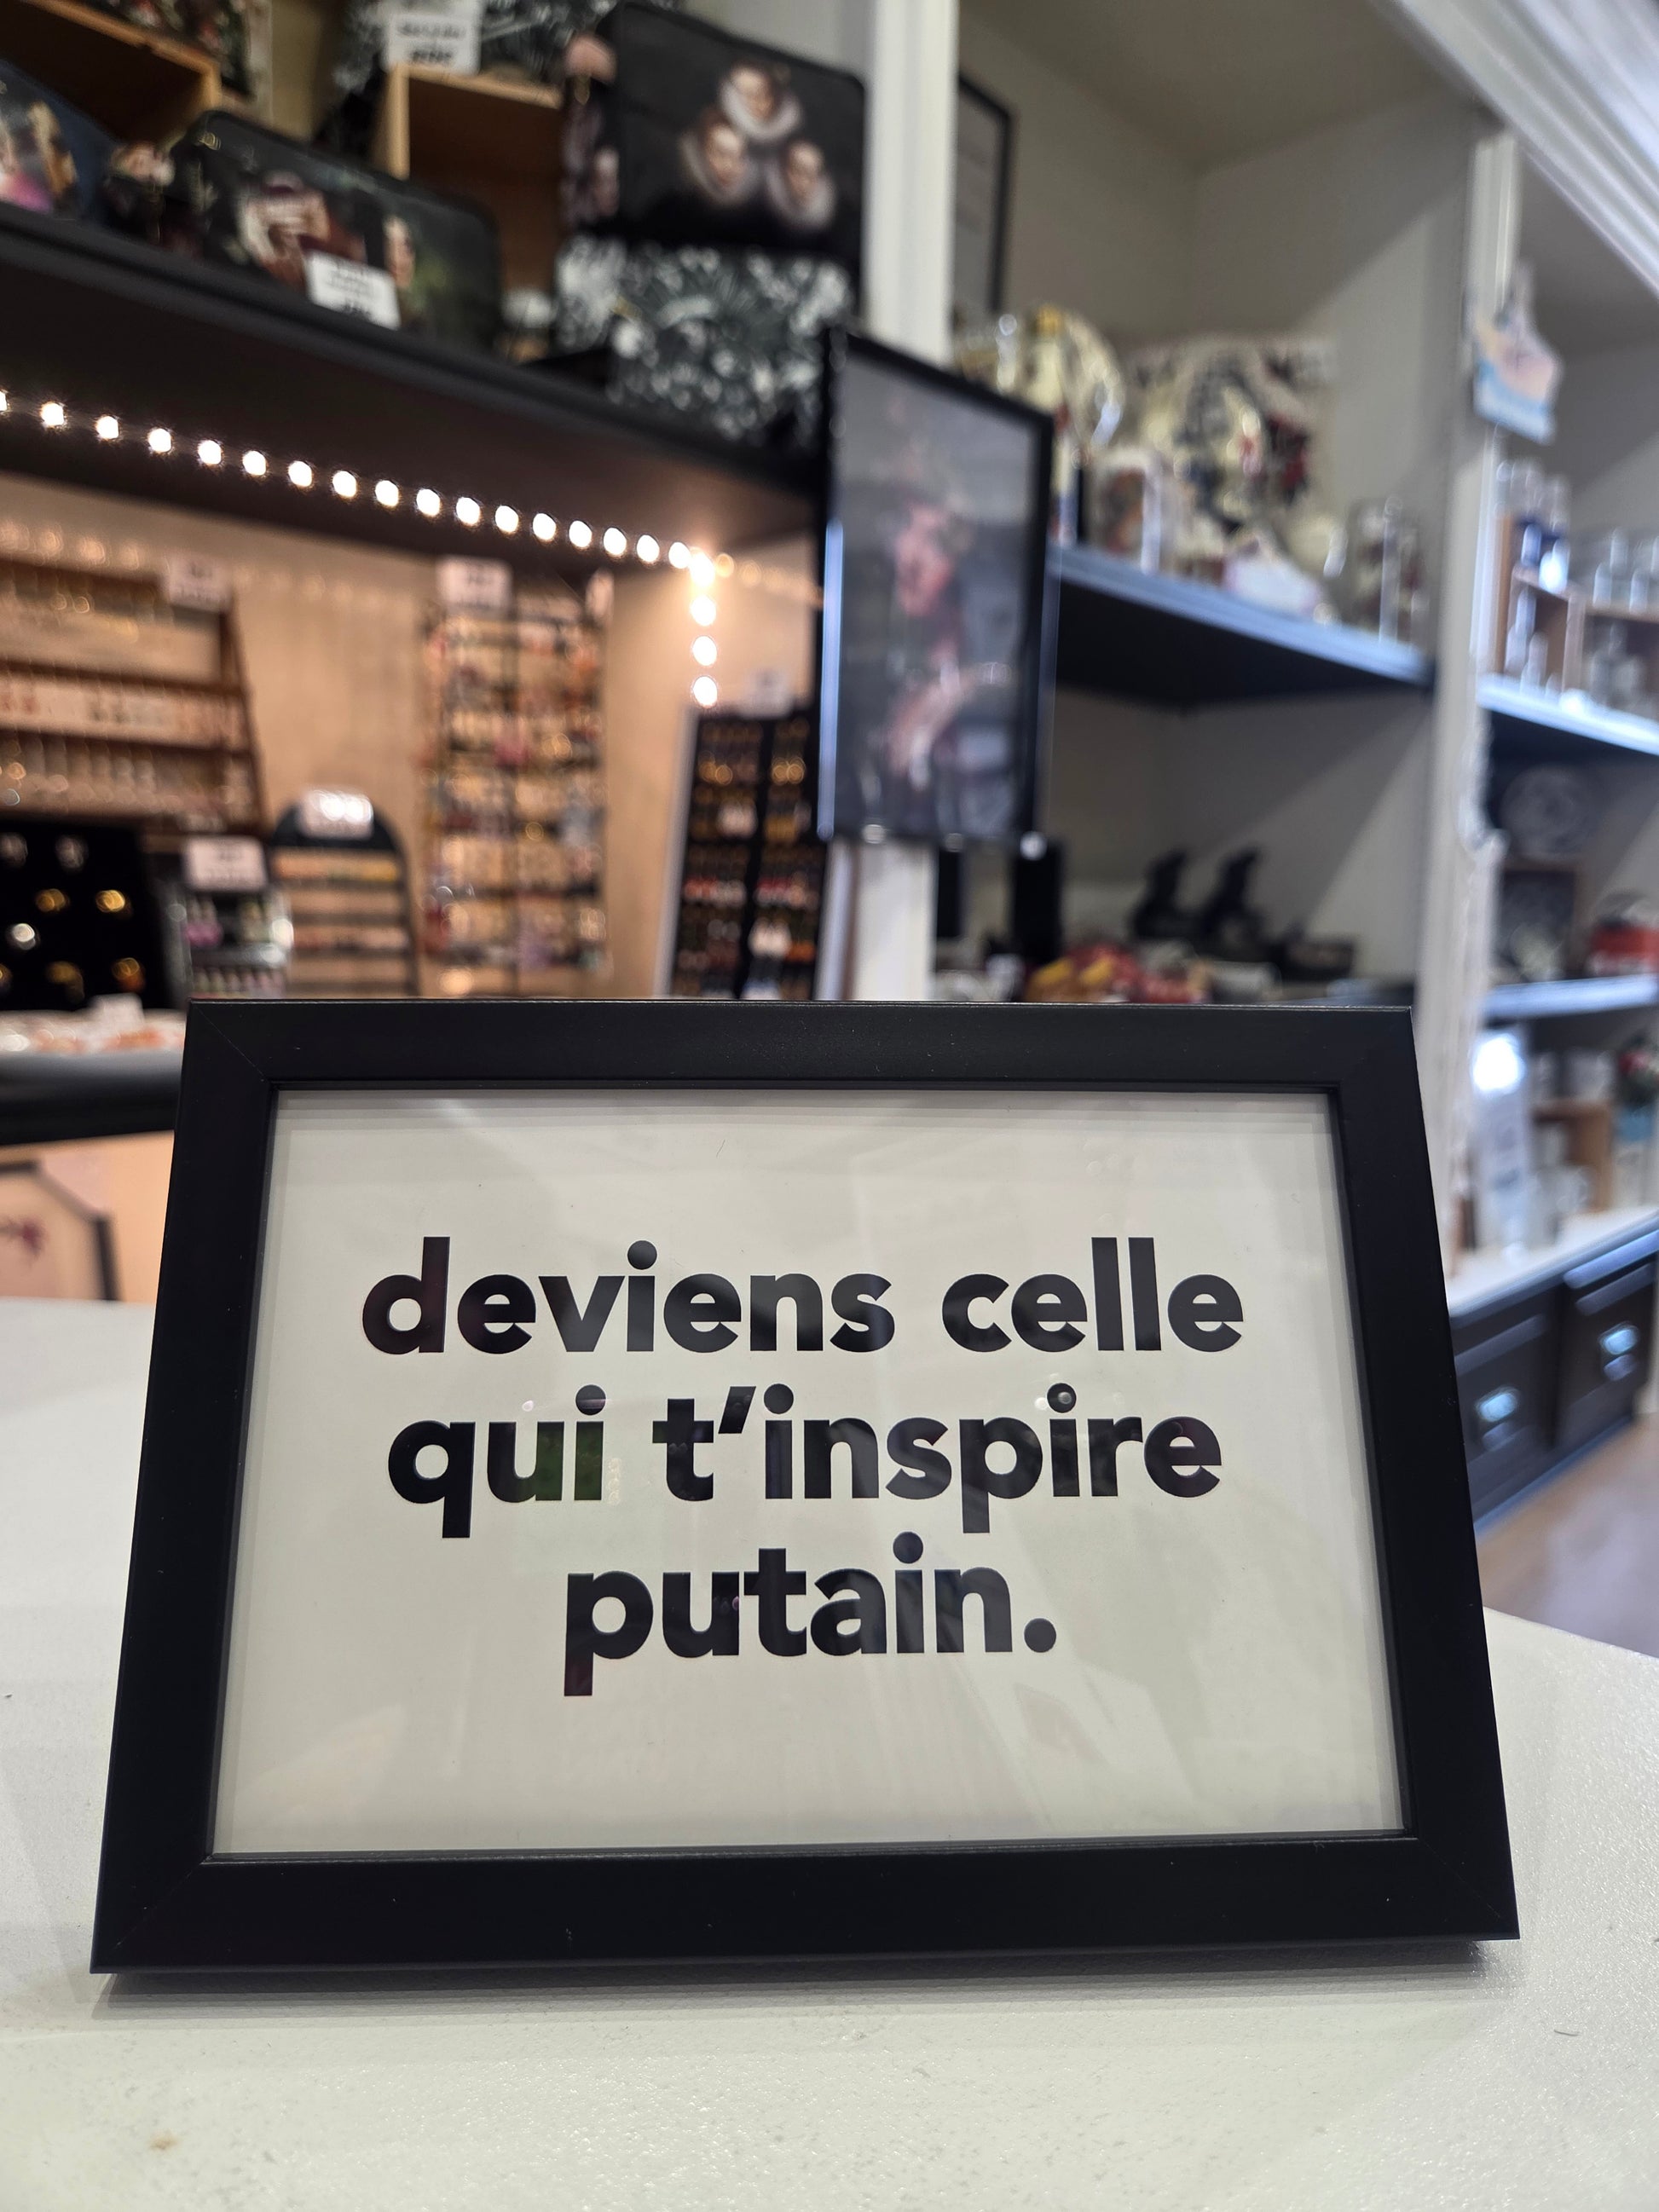 deviens celle
qui t'inspire
putain.